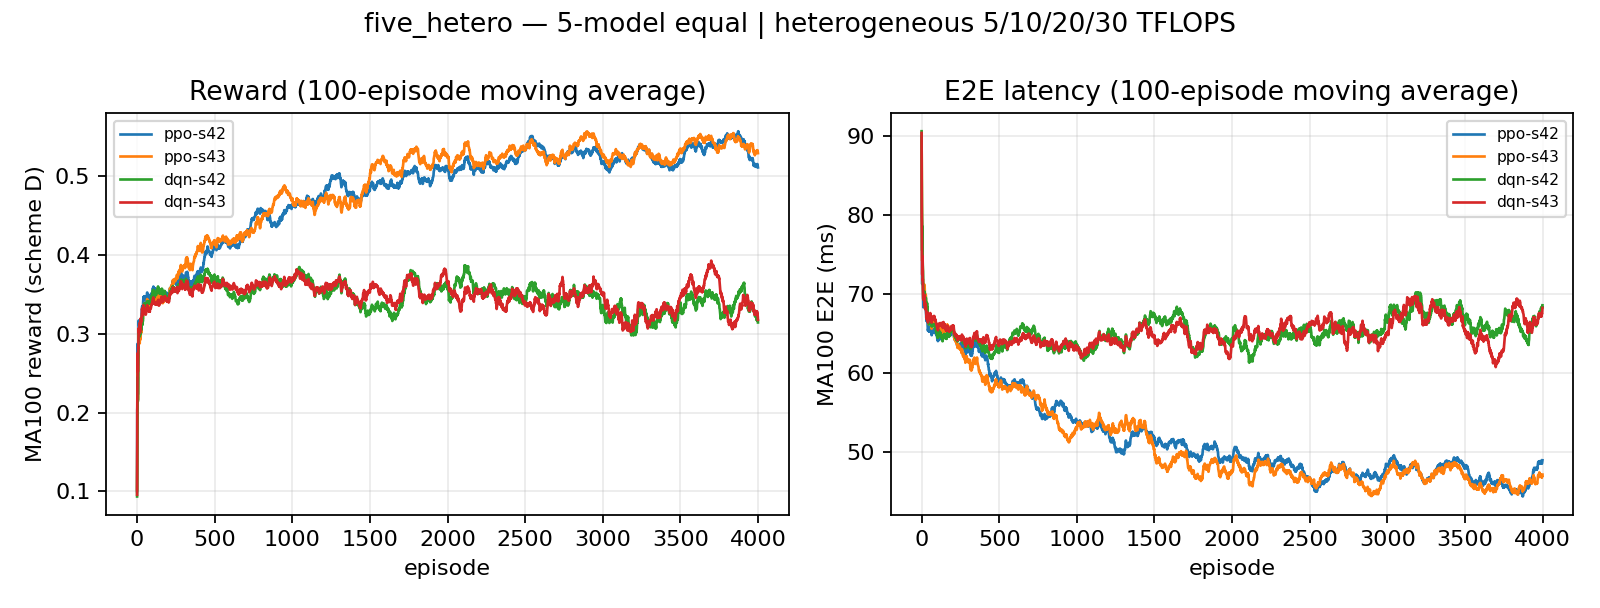 five_hetero — 5-model equal | heterogeneous 5/10/20/30 TFLOPS
Reward (100-episode moving average)
MA100 reward (scheme D)
0.5
0.4
0.3
0.2
0.1
ppo-s42
ppo-s43
dqn-s42
dqn-s43
0 500 1000 1500 2000 2500 3000 3500 4000
episode
E2E latency (100-episode moving average)
MA100 E2E (ms)
90
80
70
60
50
ppo-s42
ppo-s43
dqn-s42
dqn-s43
0 500 1000 1500 2000 2500 3000 3500 4000
episode